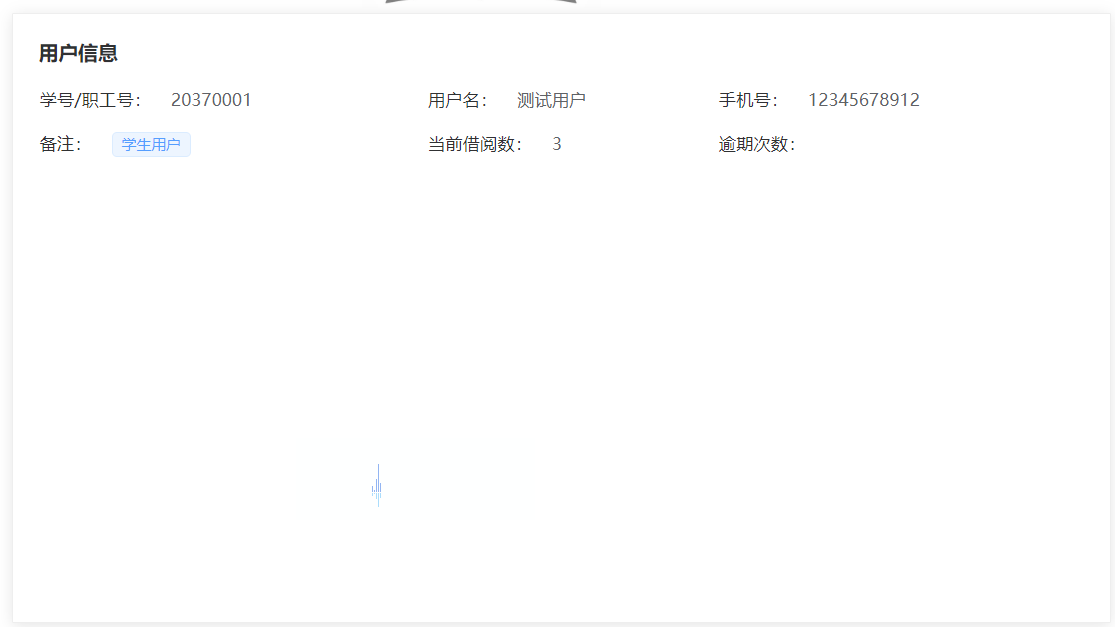 用户信息
学号/职工号： 20370001 用户名： 测试用户 手机号： 12345678912
备注： 学生用户 当前借阅数： 3 逾期次数：